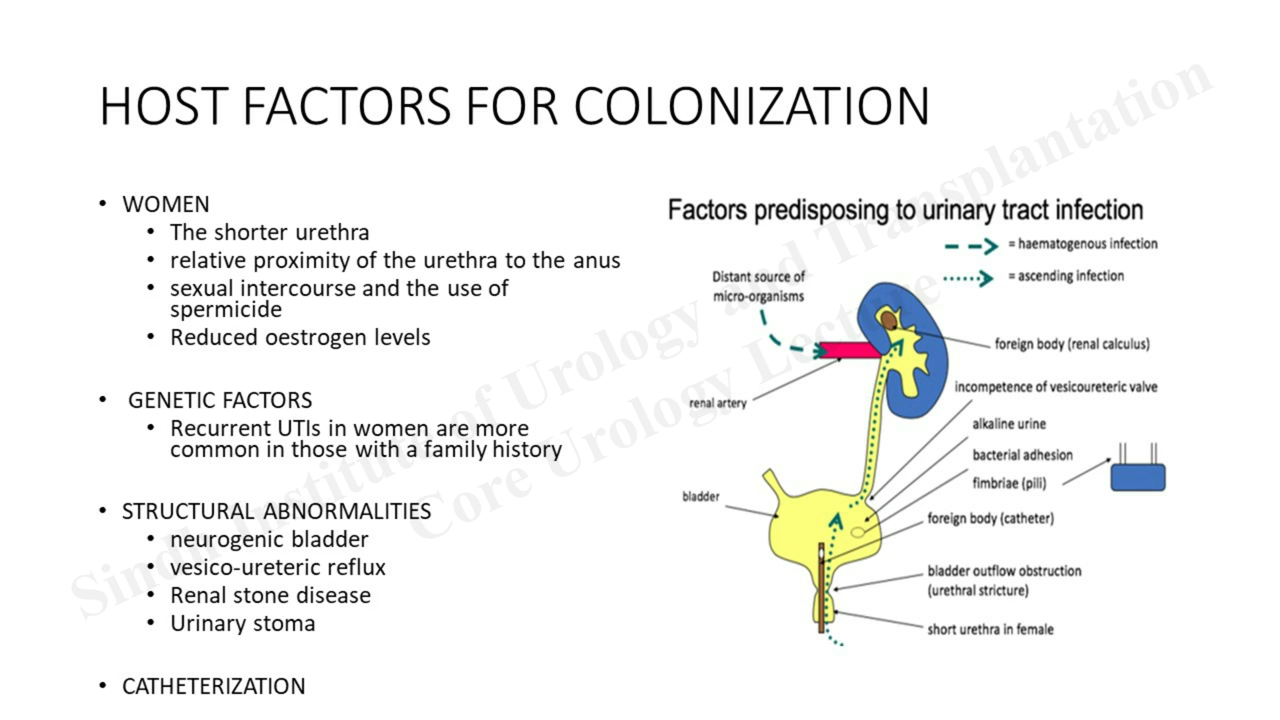 HOST FACTORS FOR COLONIZATION
• WOMEN
• The shorter urethra
• relative proximity of the urethra to the anus
• sexual intercourse and the use of
spermicide
• Reduced oestrogen levels
• GENETIC FACTORS
• Recurrent UTIs in women are more
common in those with a family history
• STRUCTURAL ABNORMALITIES
• neurogenic bladder
• vesico-ureteric reflux
• Renal stone disease
• Urinary stoma
• CATHETERIZATION
Factors predisposing to urinary tract infection
= haematogenous infection
= ascending infection
Distant source of
micro-organisms
foreign body (renal calculus)
incompetence of vesicoureteric valve
renal artery
alkaline urine
bacterial adhesion
fimbriae (pili)
bladder
foreign body (catheter)
bladder outflow obstruction
(urethral stricture)
short urethra in female
Sindh Institute of Urology and Transplantation
Core Urology Lecture